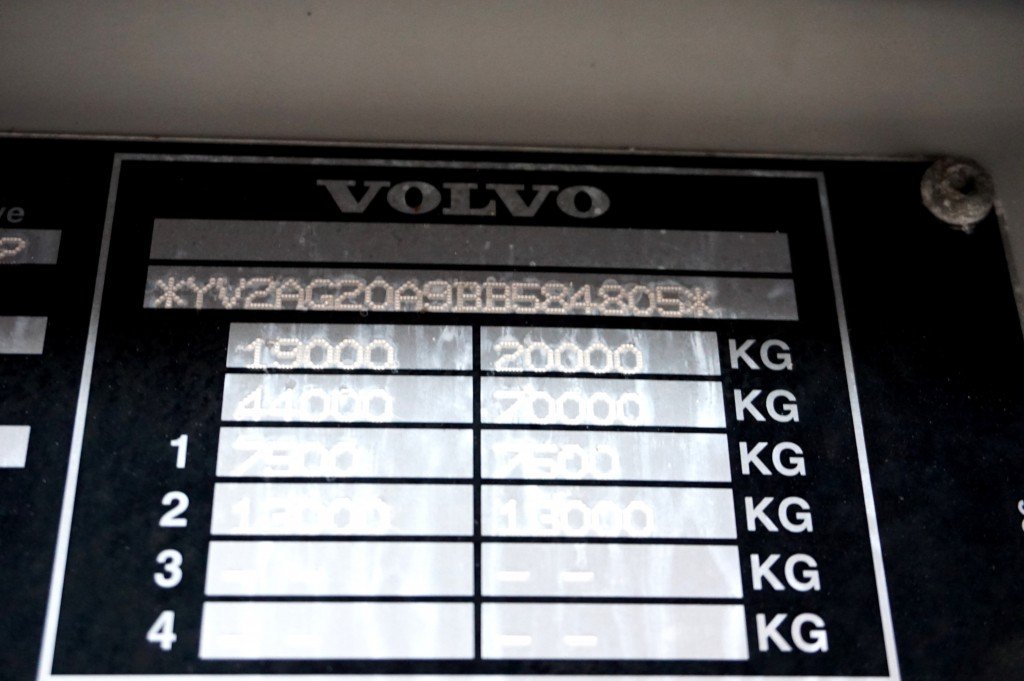 VOLVO
*YV2AG20A9BB584805*
19000 20000 KG
44000 70000 KG
1 7500 KG
2 13000 KG
3 – – – – KG
4 – – – – KG